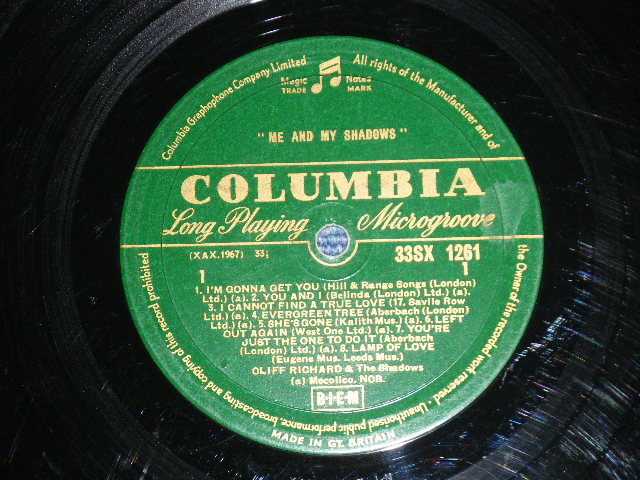 Columbia Graphophone Company Limited
Magic Notes
TRADE MARK
All rights of the Manufacturer and of
the Owner of the recorded work reserved - Unauthorised public performance, broadcasting and copying of this record prohibited
"ME AND MY SHADOWS"
COLUMBIA
Long Playing Microgroove
(XAX.1967) 33⅓
33SX 1261
1 1
1. I'M GONNA GET YOU (Hill & Range Songs (London)
Ltd.) (a). 2. YOU AND I (Belinda (London) Ltd.) (a).
3. I CANNOT FIND A TRUE LOVE (17, Savile Row
Ltd.) (a). 4. EVERGREEN TREE (Aberbach (London)
Ltd.) (a). 5. SHE'S GONE (Kalith Mus.) (a). 6. LEFT
OUT AGAIN (West One Ltd.) (a). 7. YOU'RE
JUST THE ONE TO DO IT (Aberbach
(London) Ltd.) (a). 8. LAMP OF LOVE
(Eugene Mus. Leeds Mus.)
CLIFF RICHARD & The Shadows
(a) Mecolico. NCB.
B·I·E·M
MADE IN GT. BRITAIN